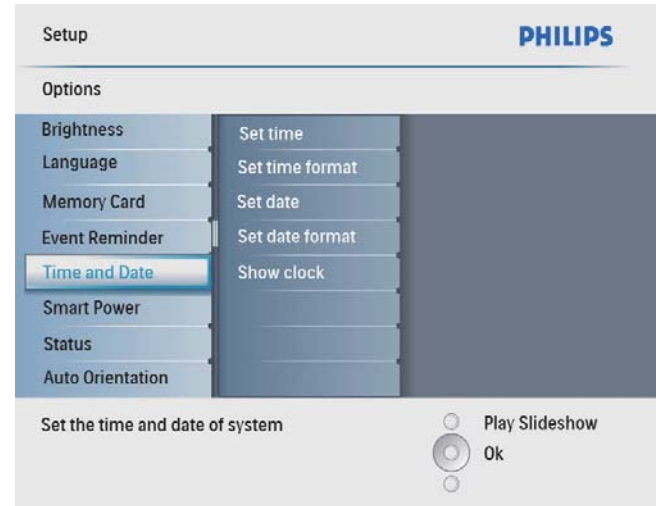 Setup
PHILIPS
Options
Brightness
Language
Memory Card
Event Reminder
Time and Date
Smart Power
Status
Auto Orientation
Set time
Set time format
Set date
Set date format
Show clock
Set the time and date of system
Play Slideshow
Ok